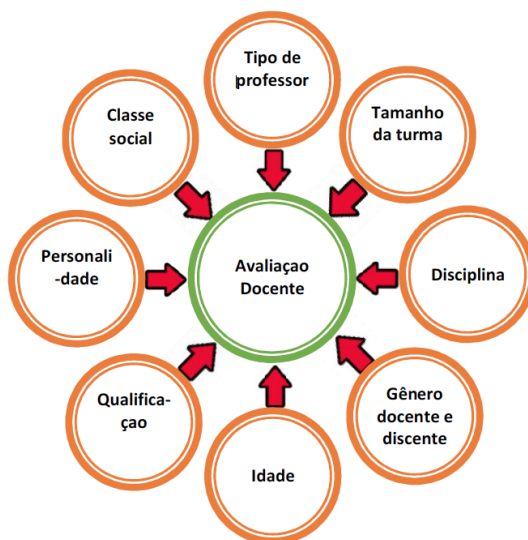 Tipo de
professor
Classe
social
Tamanho
da turma
Personali
-dade
Avaliaçao
Docente
Disciplina
Qualifica-
çao
Gênero
docente e
discente
Idade